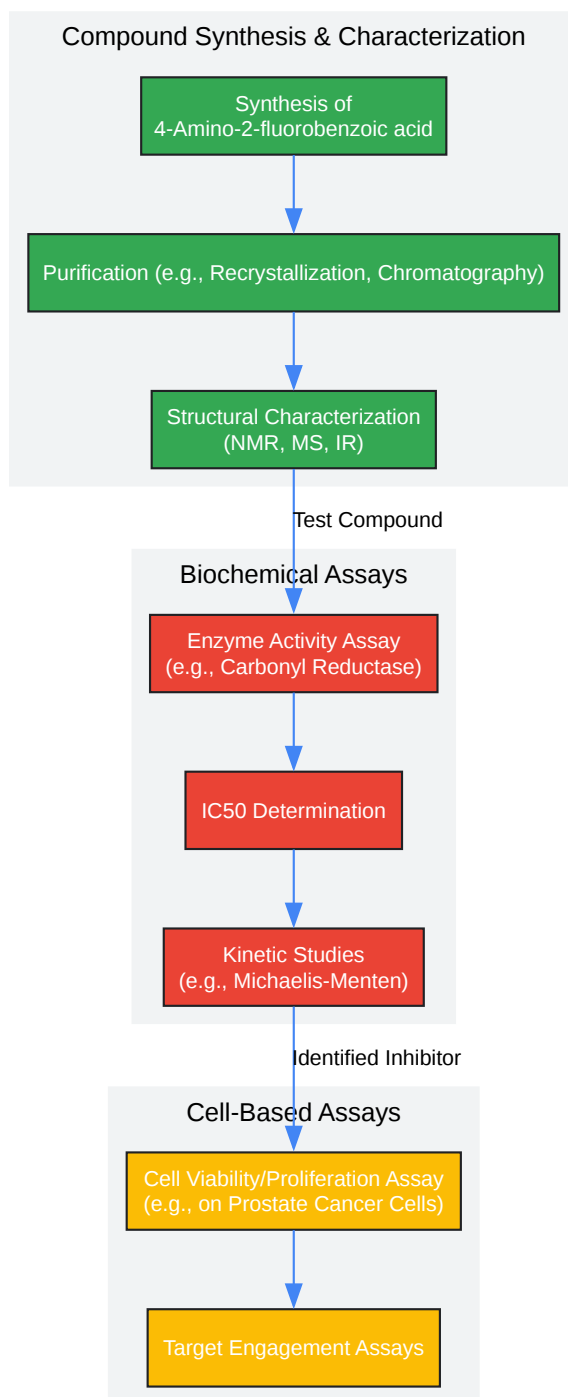 Compound Synthesis & Characterization
Synthesis of
4-Amino-2-fluorobenzoic acid
Purification (e.g., Recrystallization, Chromatography)
Structural Characterization
(NMR, MS, IR)
Test Compound
Biochemical Assays
Enzyme Activity Assay
(e.g., Carbonyl Reductase)
IC50 Determination
Kinetic Studies
(e.g., Michaelis-Menten)
Identified Inhibitor
Cell-Based Assays
Cell Viability/Proliferation Assay
(e.g., on Prostate Cancer Cells)
Target Engagement Assays